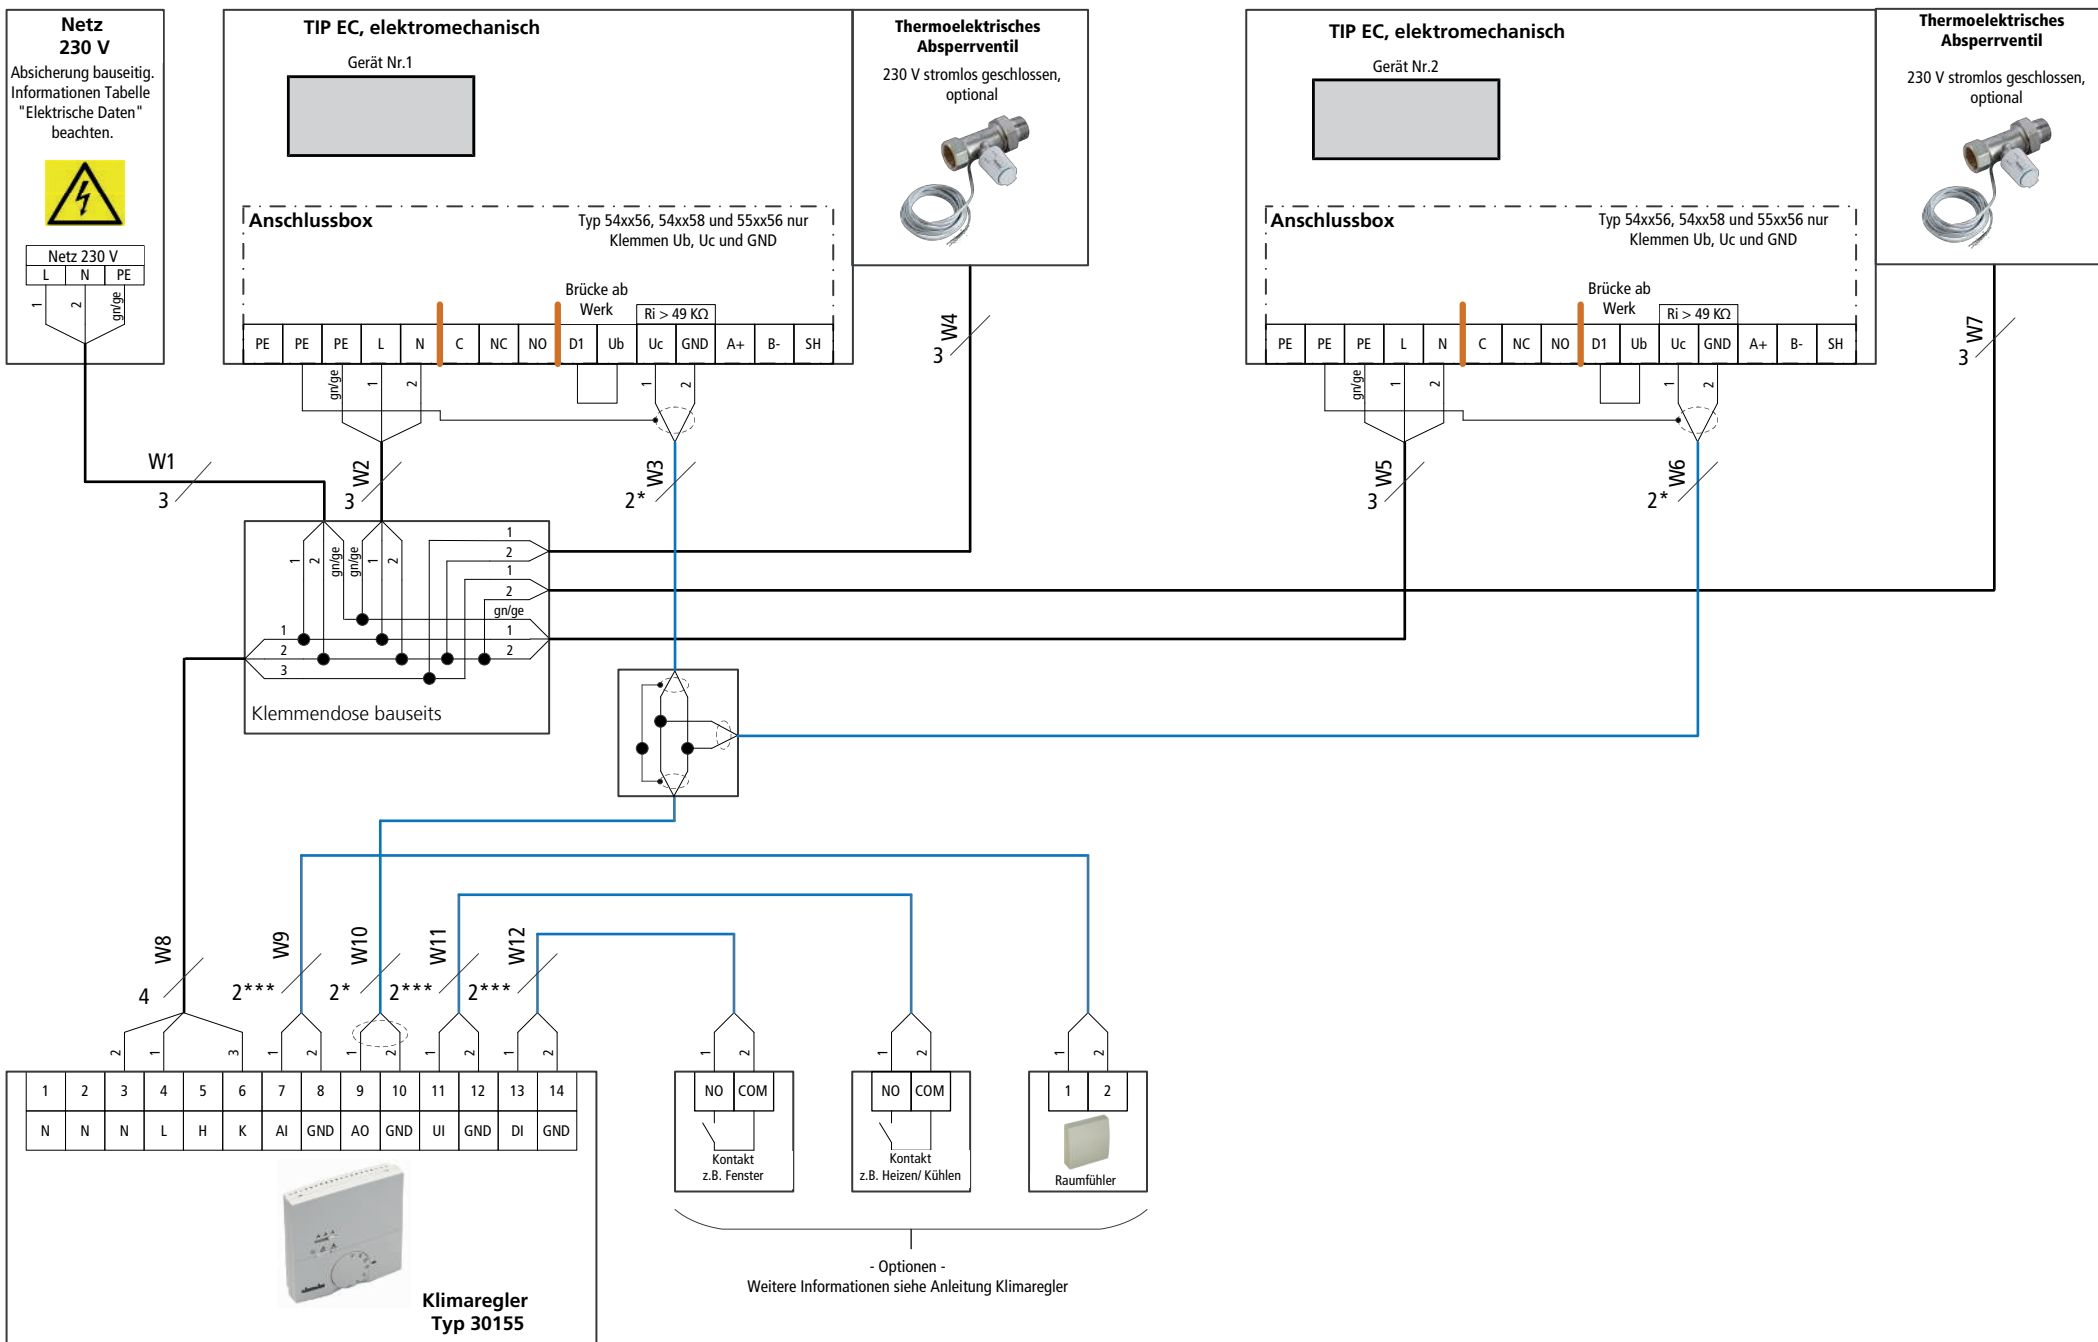 Netz
230 V
Absicherung bauseitig.
Informationen Tabelle
"Elektrische Daten"
beachten.
Netz 230 V
L N PE
1 2 gn/ge
TIP EC, elektromechanisch
Gerät Nr.1
Anschlussbox
Typ 54xx56, 54xx58 und 55xx56 nur
Klemmen Ub, Uc und GND
Brücke ab
Werk
Ri > 49 KΩ
PE PE PE L N C NC NO D1 Ub Uc GND A+ B- SH
gn/ge 1 2 1 2
Thermoelektrisches
Absperrventil
230 V stromlos geschlossen,
optional
TIP EC, elektromechanisch
Gerät Nr.2
Anschlussbox
Typ 54xx56, 54xx58 und 55xx56 nur
Klemmen Ub, Uc und GND
Brücke ab
Werk
Ri > 49 KΩ
PE PE PE L N C NC NO D1 Ub Uc GND A+ B- SH
gn/ge 1 2 1 2
Thermoelektrisches
Absperrventil
230 V stromlos geschlossen,
optional
W4
3
W7
3
W1
3
W2
3
W3
2*
W5
3
W6
2*
1 2 gn/ge gn/ge 1 2
1
2
1
2
gn/ge
1
2
1
2
3
Klemmendose bauseits
W8
4
W9
2***
W10
2*
W11
2***
W12
2***
2 1 3 1 2 1 2 1 2 1 2
1 2 3 4 5 6 7 8 9 10 11 12 13 14
N N N L H K AI GND AO GND UI GND DI GND
Klimaregler
Typ 30155
1 2
NO COM
Kontakt
z.B. Fenster
1 2
NO COM
Kontakt
z.B. Heizen/ Kühlen
1 2
1 2
Raumfühler
- Optionen -
Weitere Informationen siehe Anleitung Klimaregler